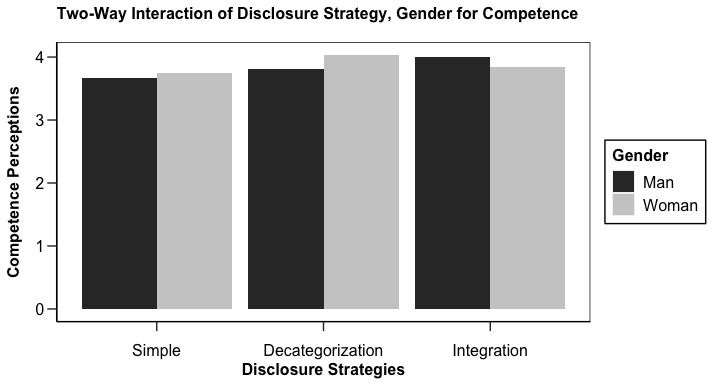 Two-Way Interaction of Disclosure Strategy, Gender for Competence
4
3
2
1
0
Competence Perceptions
Simple
Decategorization
Integration
Disclosure Strategies
Gender
Man
Woman